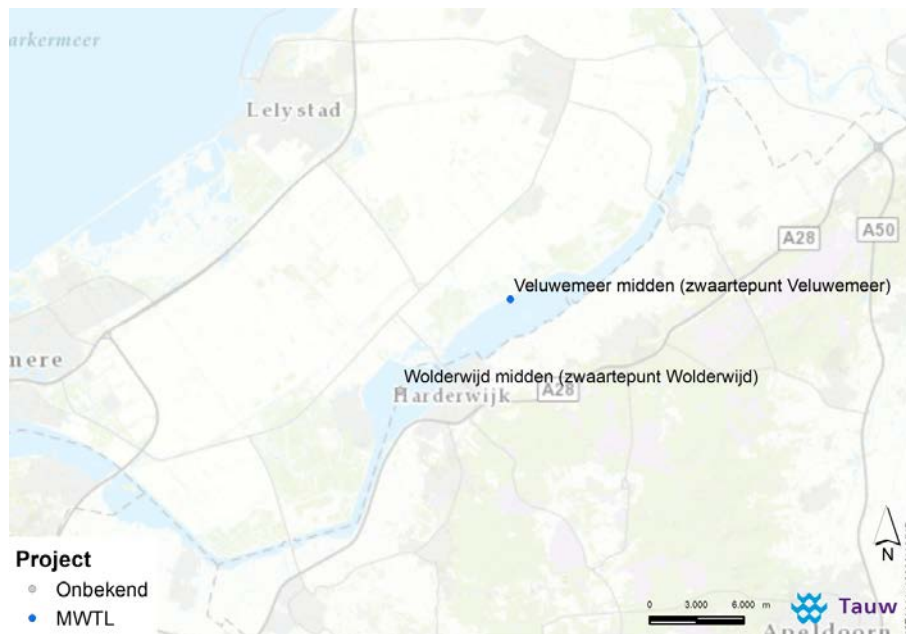 arkermeer
Lelystad
A28
A50
Veluwemeer midden (zwaartepunt Veluwemeer)
mere
Wolderwijd midden (zwaartepunt Wolderwijd)
Harderwijk
A28
Project
Onbekend
MWTL
N
0 3.000 6.000 m
Tauw
Apeldoorn